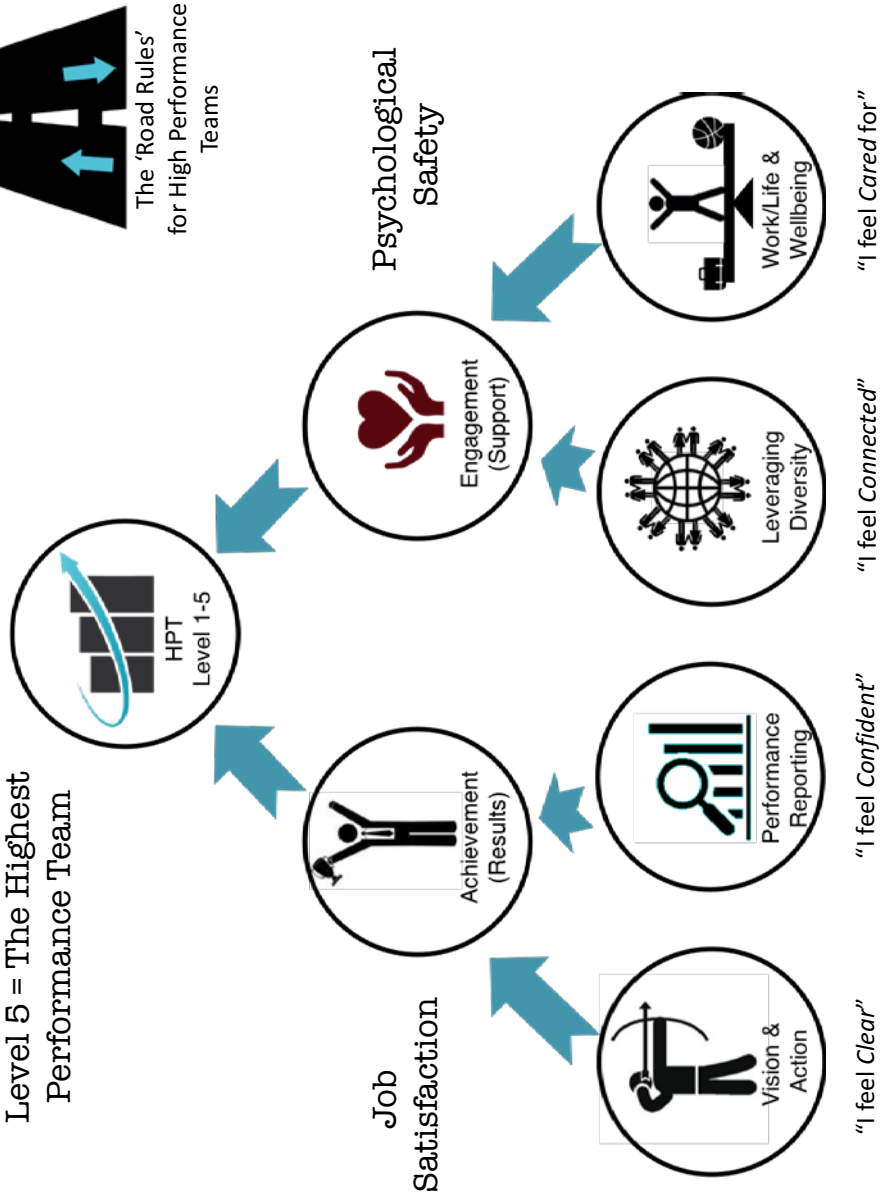 Level 5 = The Highest
Performance Team
The ‘Road Rules’
for High Performance
Teams
HPT
Level 1-5
Job
Satisfaction
Achievement
(Results)
Engagement
(Support)
Psychological
Safety
Vision &
Action
Performance
Reporting
Leveraging
Diversity
Work/Life &
Wellbeing
“I feel Clear”
“I feel Confident”
“I feel Connected”
“I feel Cared for”